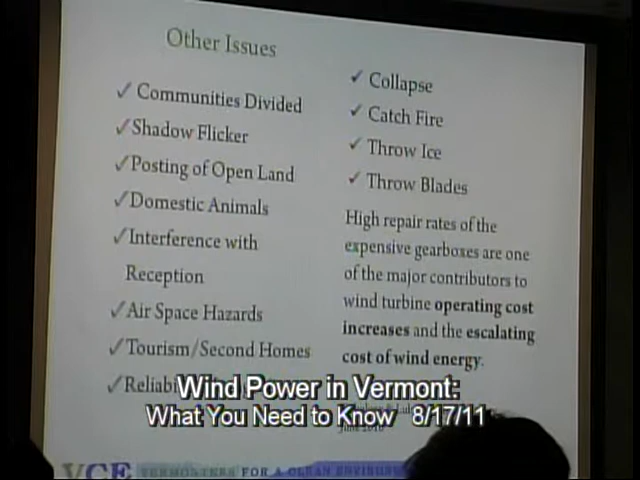 Other Issues
✓ Communities Divided
✓ Shadow Flicker
✓ Posting of Open Land
✓ Domestic Animals
✓ Interference with
Reception
✓ Air Space Hazards
✓ Tourism/Second Homes
✓ Collapse
✓ Catch Fire
✓ Throw Ice
✓ Throw Blades
High repair rates of the
expensive gearboxes are one
of the major contributors to
wind turbine operating cost
increases and the escalating
cost of wind energy.
Wind Power in Vermont:
What You Need to Know 8/17/11
VCE VERMONTERS FOR A CLEAN